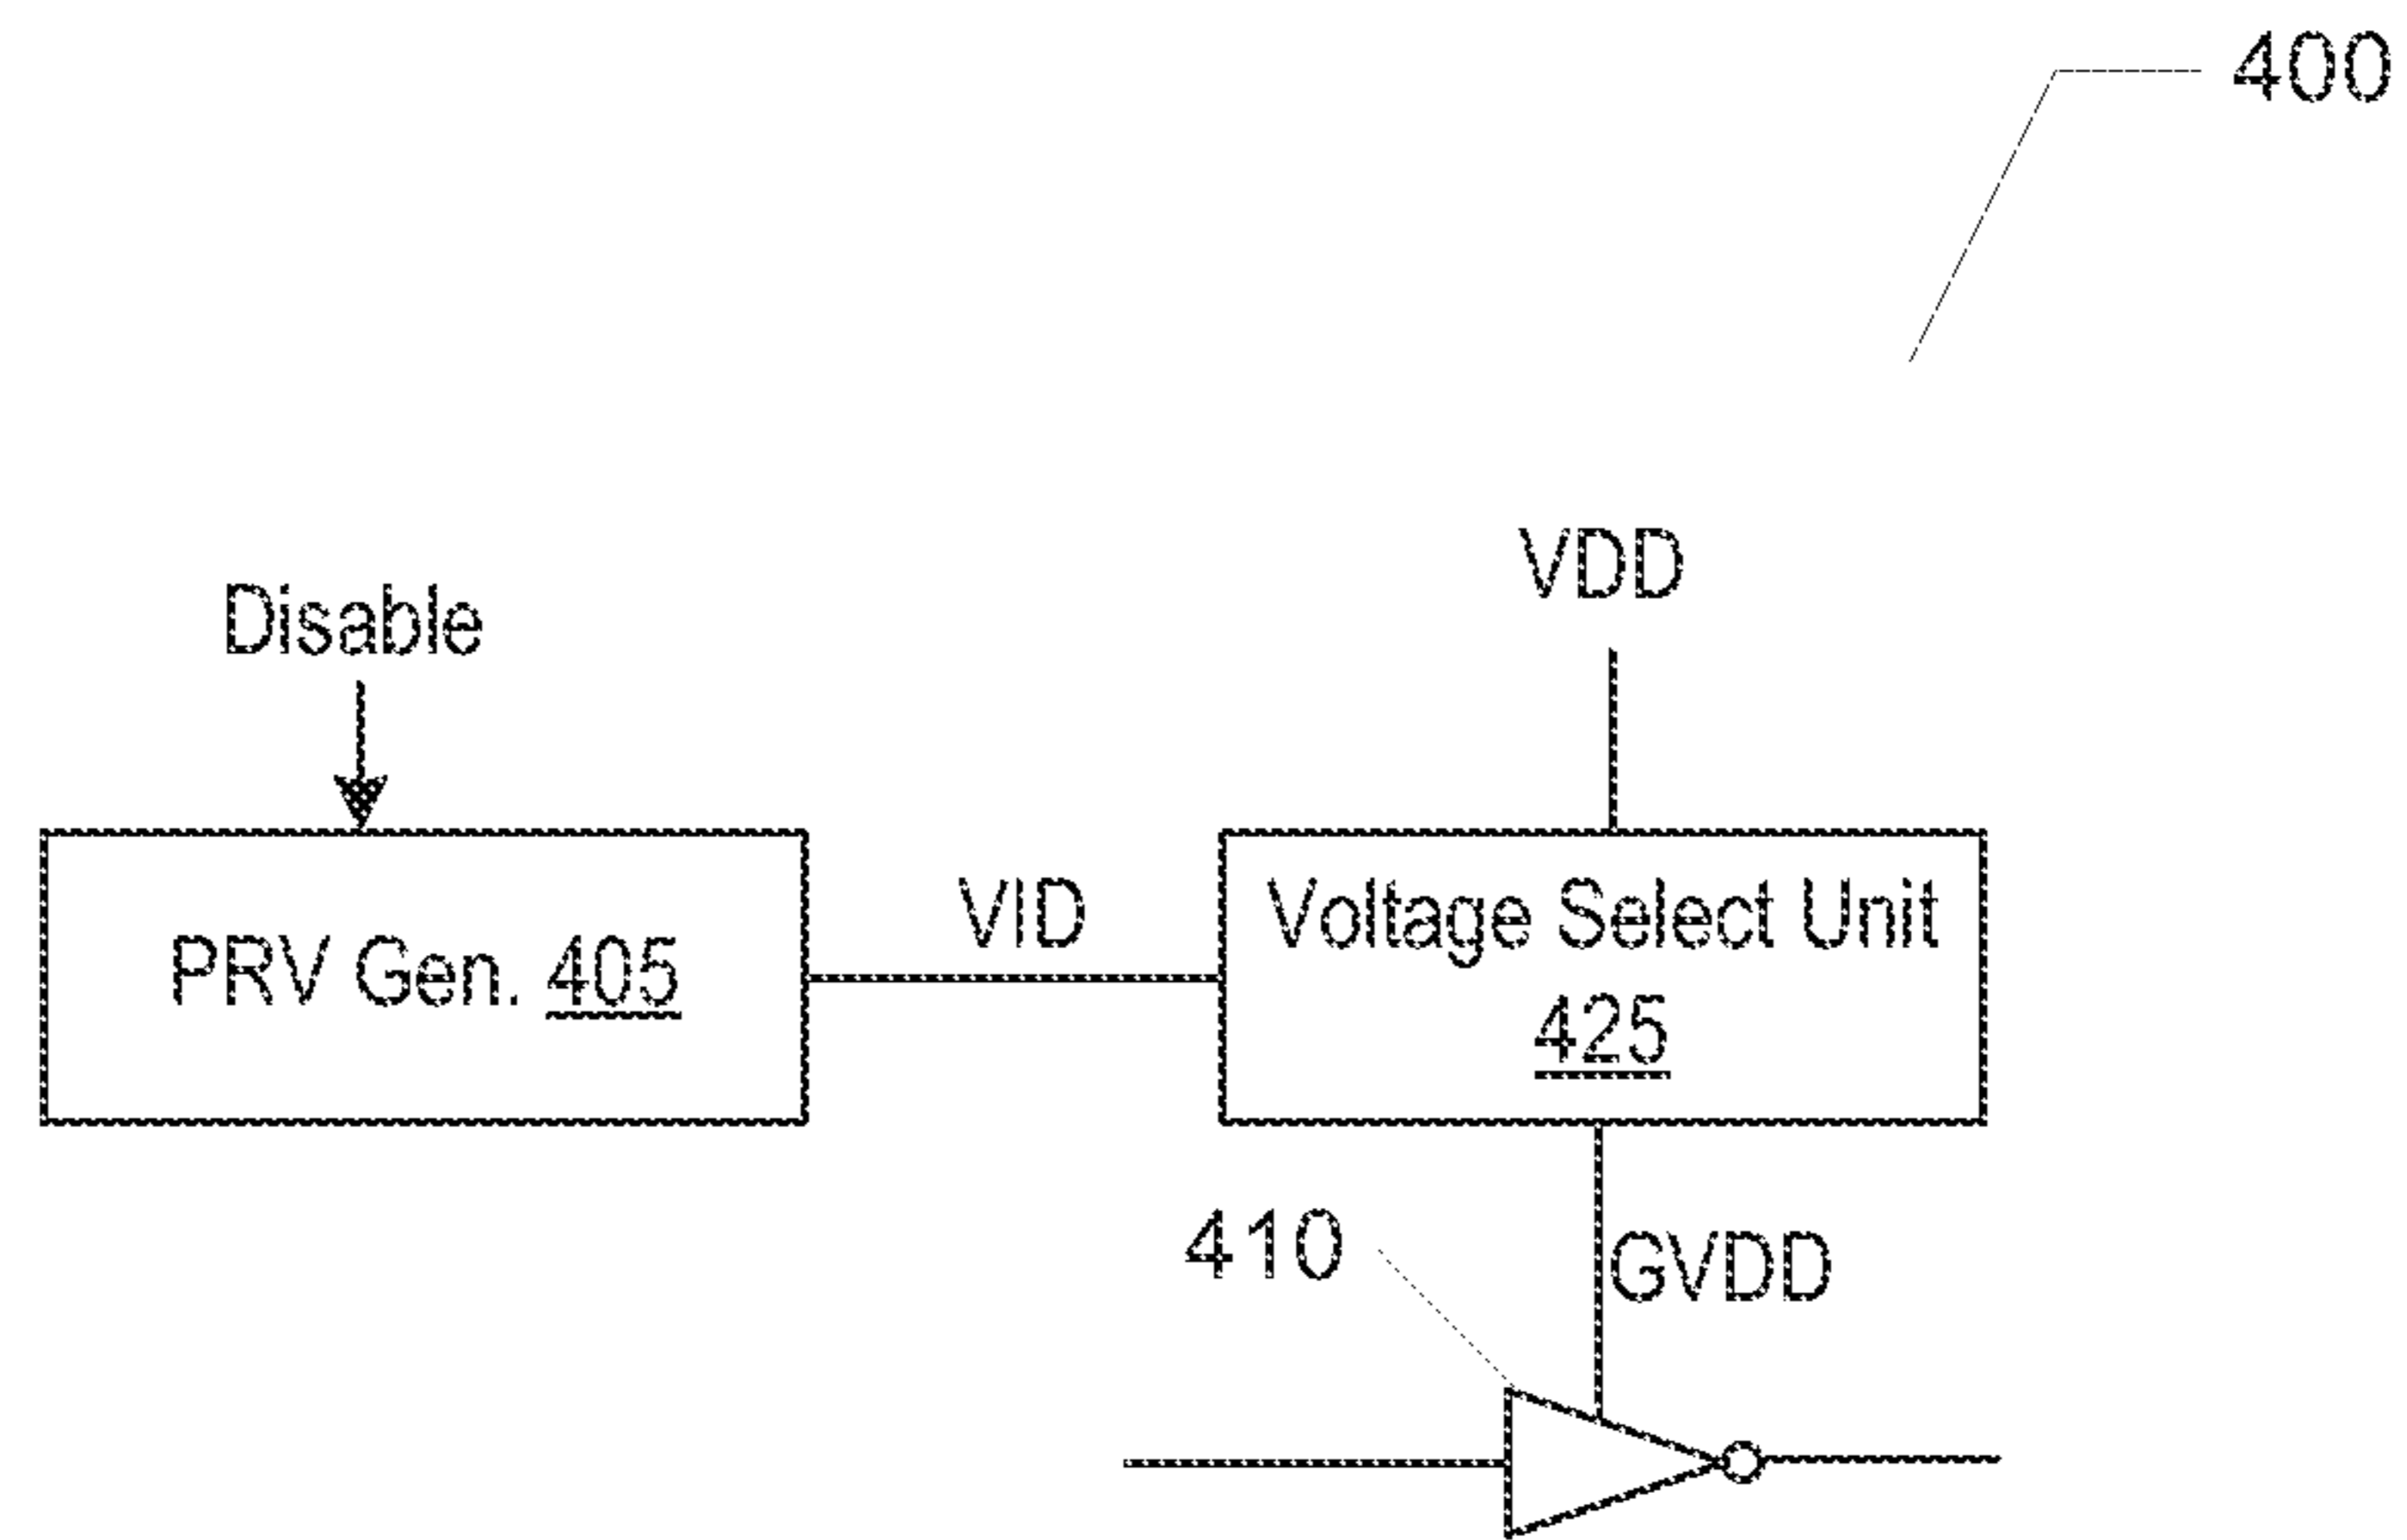 400
VDD
Disable
VID
Voltage Select Unit
425
PRV Gen. 405
410
GVDD